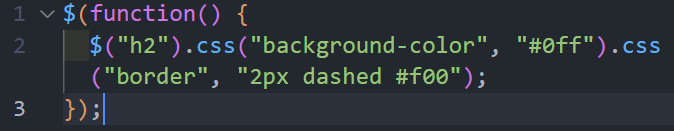 1 $(function() {
2 $("h2").css("background-color", "#0ff").css
("border", "2px dashed #f00");
3 });